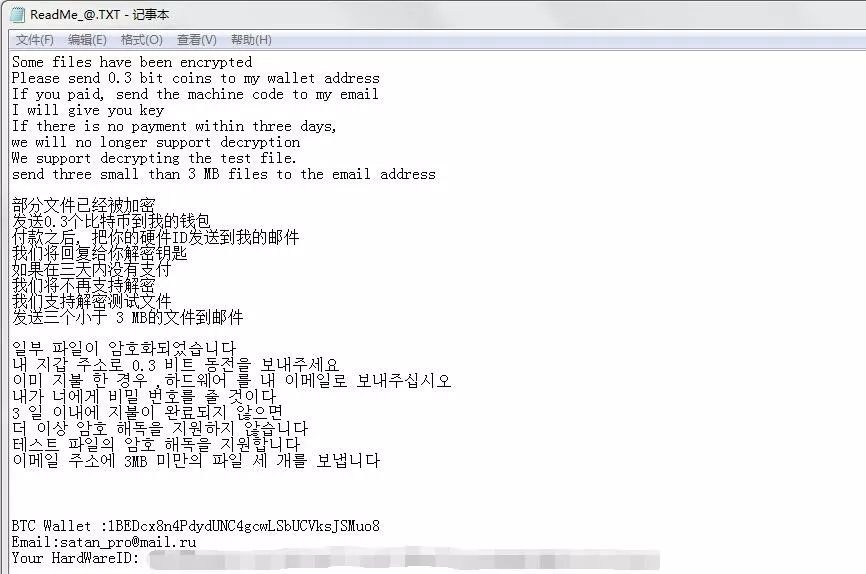 ReadMe_@.TXT - 记事本
文件(F) 编辑(E) 格式(O) 查看(V) 帮助(H)
Some files have been encrypted
Please send 0.3 bit coins to my wallet address
If you paid, send the machine code to my email
I will give you key
If there is no payment within three days,
we will no longer support decryption
We support decrypting the test file.
send three small than 3 MB files to the email address
部分文件已经被加密
发送0.3个比特币到我的钱包
付款之后, 把你的硬件ID发送到我的邮件
我们将回复给你解密钥匙
如果在三天内没有支付
我们将不再支持解密
我们支持解密测试文件
发送三个小于 3 MB的文件到邮件
일부 파일이 암호화되었습니다
내 지갑 주소로 0.3 비트 동전을 보내주세요
이미 지불 한 경우 ,하드웨어 를 내 이메일로 보내주십시오
내가 너에게 비밀 번호를 줄 것이다
3 일 이내에 지불이 완료되지 않으면
더 이상 암호 해독을 지원하지 않습니다
테스트 파일의 암호 해독을 지원합니다
이메일 주소에 3MB 미만의 파일 세 개를 보냅니다
BTC Wallet :1BEDcx8n4PdydUNC4gcwLSbUCVksJSMuo8
Email:satan_pro@mail.ru
Your HardWareID: